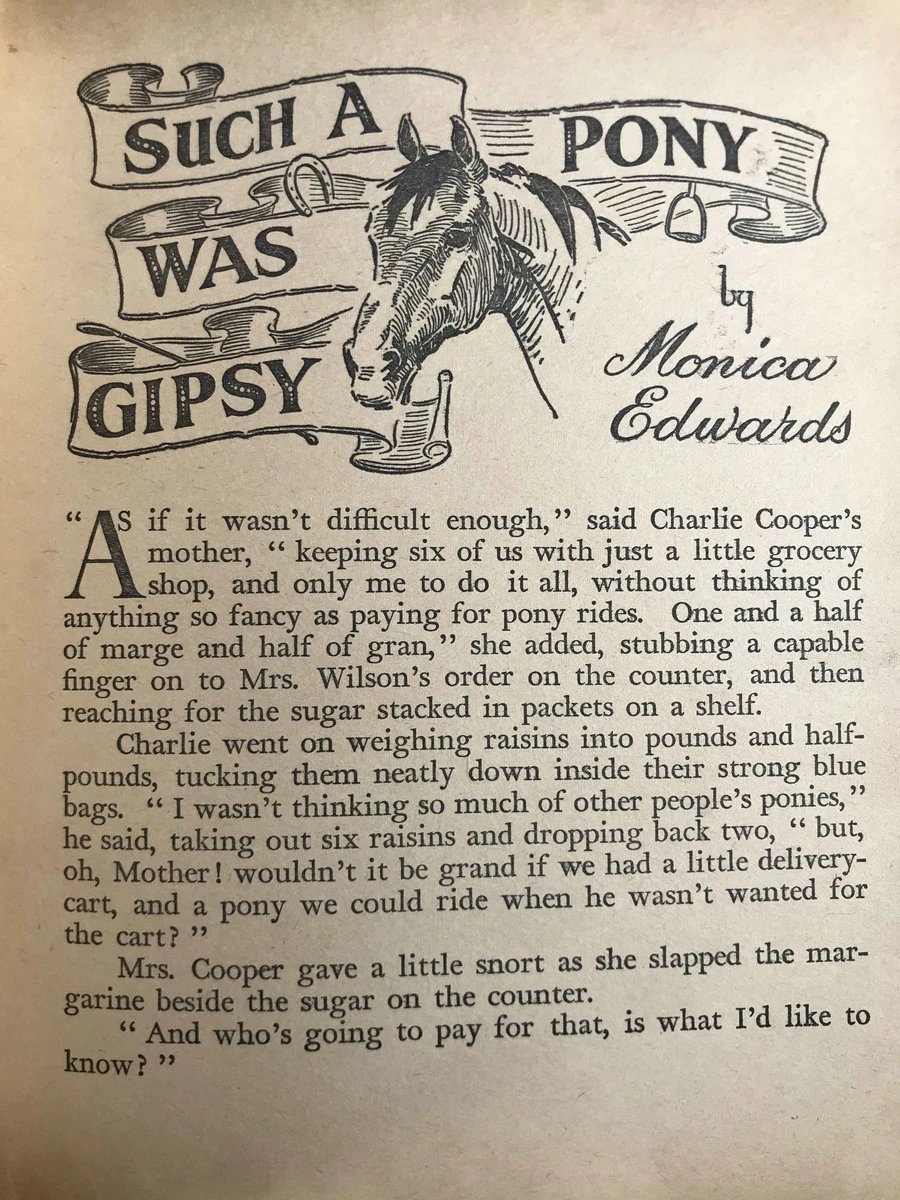 SUCH A PONY
WAS
GIPSY
by
Monica
Edwards
“As if it wasn’t difficult enough,” said Charlie Cooper’s
mother, “ keeping six of us with just a little grocery
shop, and only me to do it all, without thinking of
anything so fancy as paying for pony rides. One and a half
of marge and half of gran,” she added, stubbing a capable
finger on to Mrs. Wilson’s order on the counter, and then
reaching for the sugar stacked in packets on a shelf.
Charlie went on weighing raisins into pounds and half-
pounds, tucking them neatly down inside their strong blue
bags. “ I wasn’t thinking so much of other people’s ponies,”
he said, taking out six raisins and dropping back two, “ but,
oh, Mother! wouldn’t it be grand if we had a little delivery-
cart, and a pony we could ride when he wasn’t wanted for
the cart? ”
Mrs. Cooper gave a little snort as she slapped the mar-
garine beside the sugar on the counter.
“ And who’s going to pay for that, is what I’d like to
know? ”